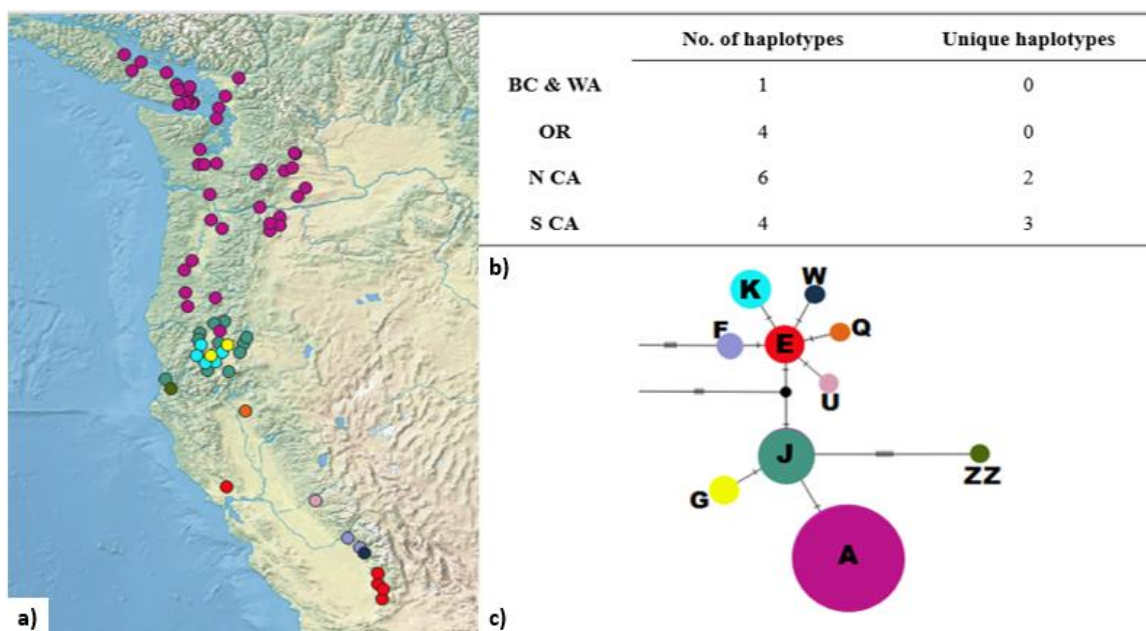 No. of haplotypes Unique haplotypes
BC & WA 1 0
OR 4 0
N CA 6 2
S CA 4 3
b)
K
W
F
E
Q
U
J
ZZ
G
A
a)
c)